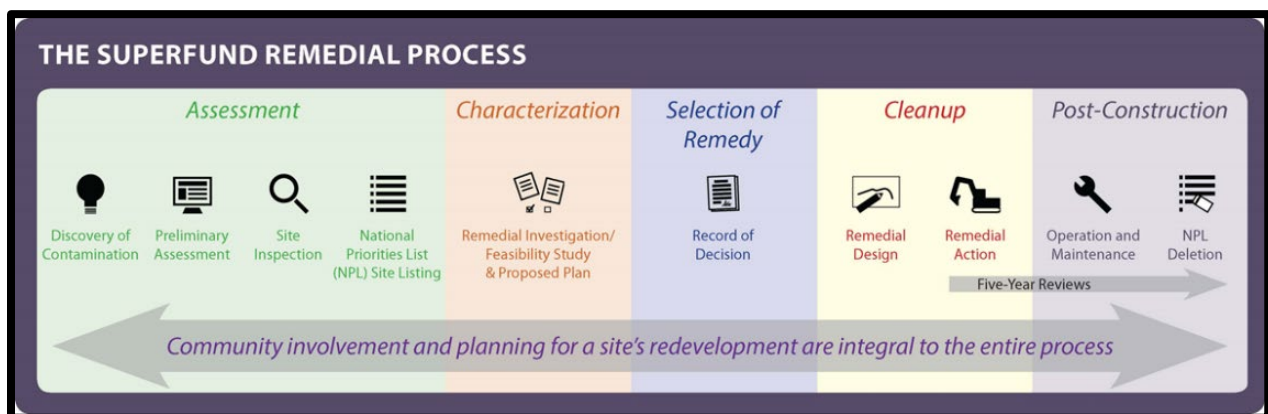 THE SUPERFUND REMEDIAL PROCESS
Assessment
Characterization
Selection of
Remedy
Cleanup
Post-Construction
Discovery of
Contamination
Preliminary
Assessment
Site
Inspection
National
Priorities List
(NPL) Site Listing
Remedial Investigation/
Feasibility Study
& Proposed Plan
Record of
Decision
Remedial
Design
Remedial
Action
Operation and
Maintenance
NPL
Deletion
Five-Year Reviews
Community involvement and planning for a site's redevelopment are integral to the entire process